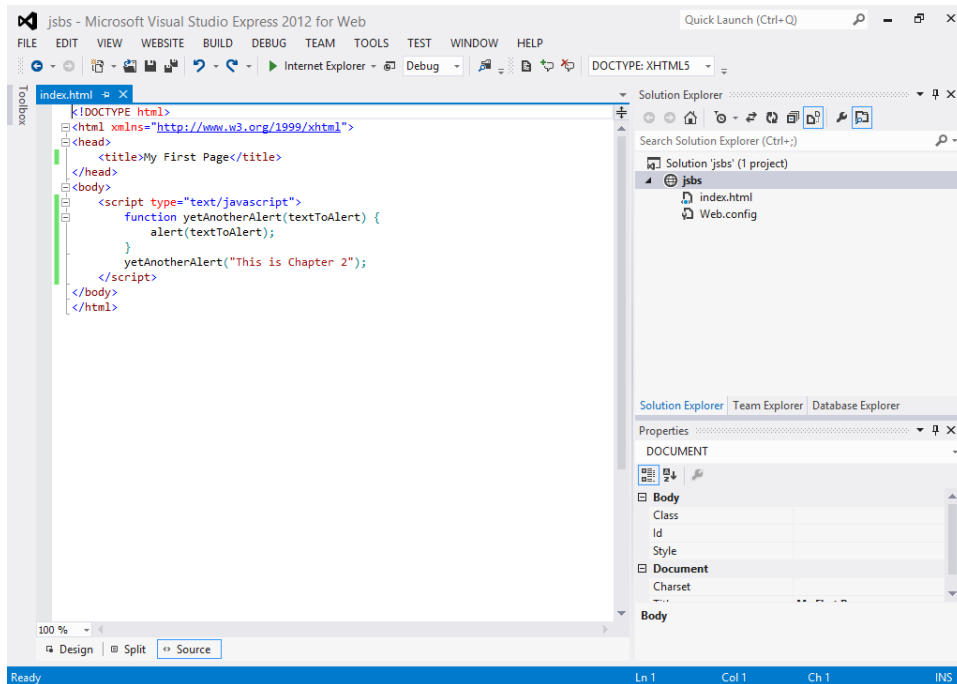 jsbs - Microsoft Visual Studio Express 2012 for Web
Quick Launch (Ctrl+Q)
FILE EDIT VIEW WEBSITE BUILD DEBUG TEAM TOOLS TEST WINDOW HELP
Internet Explorer Debug DOCTYPE: XHTML5
Toolbox
index.html
<!DOCTYPE html>
<html xmlns="http://www.w3.org/1999/xhtml">
<head>
<title>My First Page</title>
</head>
<body>
<script type="text/javascript">
function yetAnotherAlert(textToAlert) {
alert(textToAlert);
}
yetAnotherAlert("This is Chapter 2");
</script>
</body>
</html>
100 %
Design Split Source
Solution Explorer
Search Solution Explorer (Ctrl+;)
Solution 'jsbs' (1 project)
jsbs
index.html
Web.config
Solution Explorer Team Explorer Database Explorer
Properties
DOCUMENT
Body
Class
Id
Style
Document
Charset
Body
Ready Ln 1 Col 1 Ch 1 INS